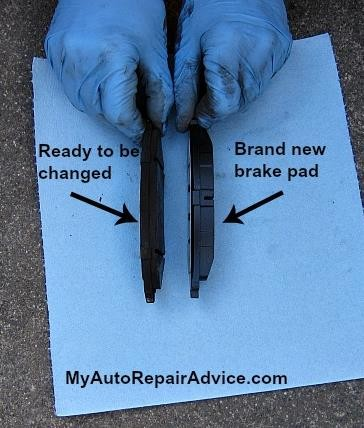 Ready to be
changed
Brand new
brake pad
MyAutoRepairAdvice.com